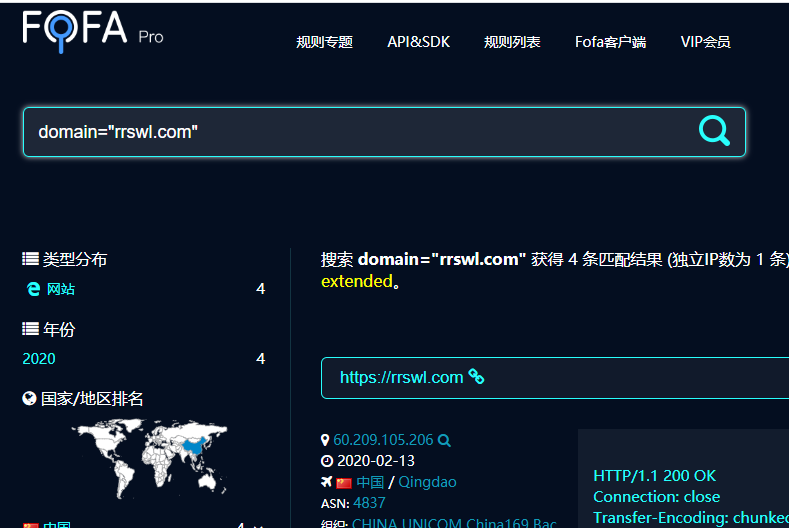 FOFA Pro
规则专题 API&SDK 规则列表 Fofa客户端 VIP会员
domain="rrswl.com"
类型分布
网站 4
年份
2020 4
国家/地区排名
中国 4
搜索 domain="rrswl.com" 获得 4 条匹配结果 (独立IP数为 1 条)
extended。
https://rrswl.com
60.209.105.206
2020-02-13
中国 / Qingdao
ASN: 4837
组织: CHINA UNICOM China169 Bac
HTTP/1.1 200 OK
Connection: close
Transfer-Encoding: chunked